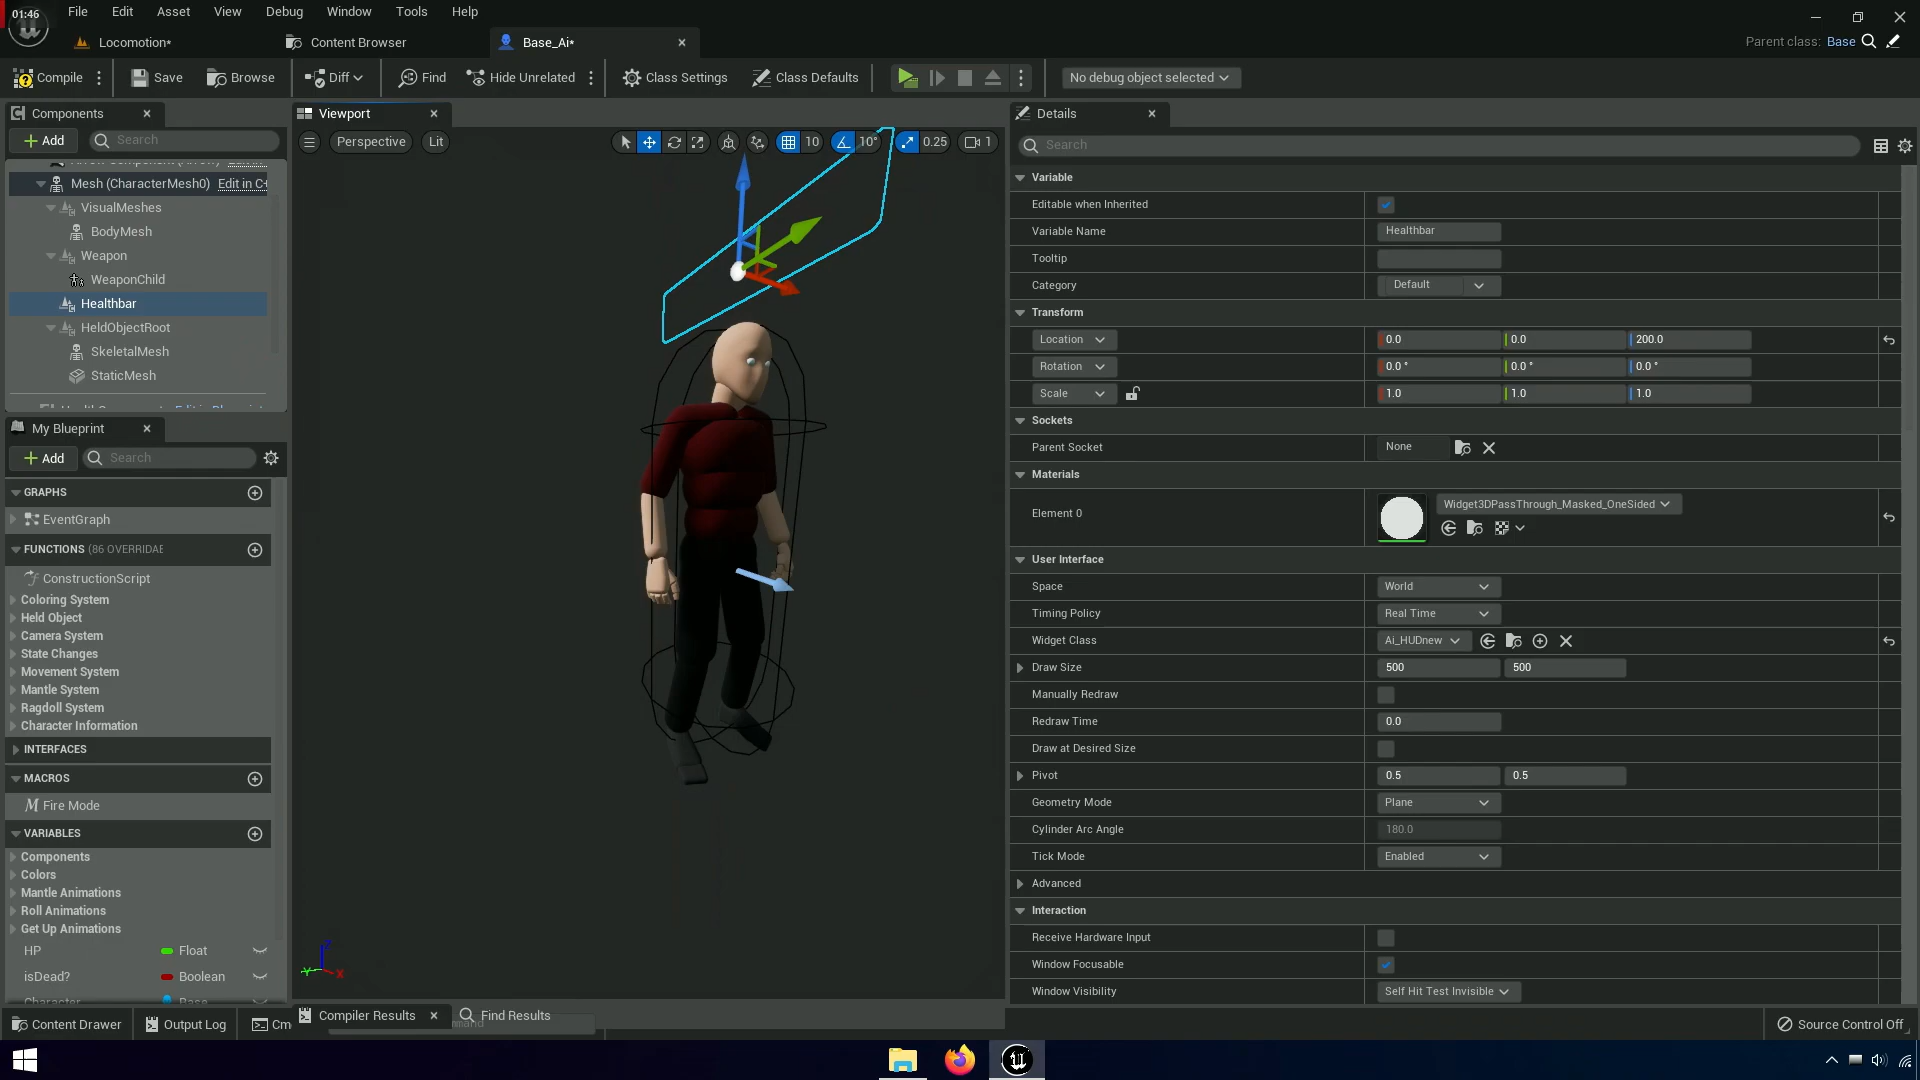 01:46
File Edit Asset View Debug Window Tools Help
Locomotion*
Content Browser
Base_Ai*
Parent class: Base
Compile
Save
Browse
Diff
Find
Hide Unrelated
Class Settings
Class Defaults
No debug object selected
Components
Add
Search
Mesh (CharacterMesh0) Edit in C+
VisualMeshes
BodyMesh
Weapon
WeaponChild
Healthbar
HeldObjectRoot
SkeletalMesh
StaticMesh
My Blueprint
Add
Search
GRAPHS
EventGraph
FUNCTIONS (86 OVERRIDAE
ConstructionScript
Coloring System
Held Object
Camera System
State Changes
Movement System
Mantle System
Ragdoll System
Character Information
INTERFACES
MACROS
Fire Mode
VARIABLES
Components
Colors
Mantle Animations
Roll Animations
Get Up Animations
HP Float
isDead? Boolean
Character Base
Viewport
Perspective
Lit
10
10°
0.25
1
Z
Y
X
Details
Search
Variable
Editable when Inherited
Variable Name Healthbar
Tooltip
Category Default
Transform
Location 0.0 0.0 200.0
Rotation 0.0 ° 0.0 ° 0.0 °
Scale 1.0 1.0 1.0
Sockets
Parent Socket None
Materials
Element 0 Widget3DPassThrough_Masked_OneSided
User Interface
Space World
Timing Policy Real Time
Widget Class Ai_HUDnew
Draw Size 500 500
Manually Redraw
Redraw Time 0.0
Draw at Desired Size
Pivot 0.5 0.5
Geometry Mode Plane
Cylinder Arc Angle 180.0
Tick Mode Enabled
Advanced
Interaction
Receive Hardware Input
Window Focusable
Window Visibility Self Hit Test Invisible
Compiler Results
Find Results
Content Drawer
Output Log
Cm
Source Control Off